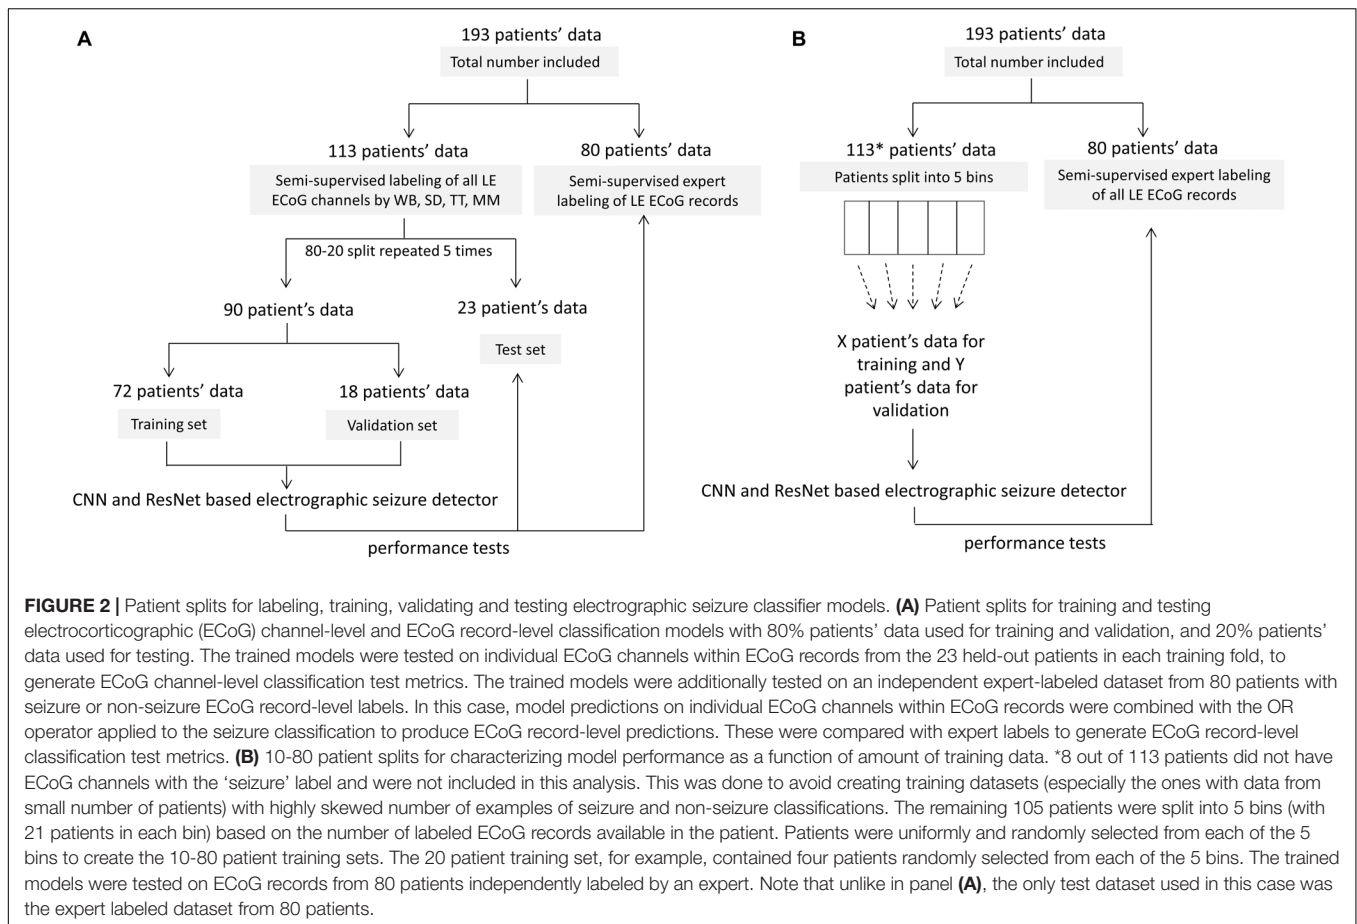 A
193 patients’ data
Total number included
113 patients’ data
80 patients’ data
Semi-supervised labeling of all LE
ECoG channels by WB, SD, TT, MM
Semi-supervised expert
labeling of LE ECoG records
80-20 split repeated 5 times
90 patient’s data
23 patient’s data
Test set
72 patients’ data
18 patients’ data
Training set
Validation set
CNN and ResNet based electrographic seizure detector
performance tests
B
193 patients’ data
Total number included
113* patients’ data
80 patients’ data
Patients split into 5 bins
Semi-supervised expert labeling
of all LE ECoG records
X patient’s data for
training and Y
patient’s data for
validation
CNN and ResNet based electrographic seizure detector
performance tests
FIGURE 2 | Patient splits for labeling, training, validating and testing electrographic seizure classifier models. (A) Patient splits for training and testing
electrocorticographic (ECoG) channel-level and ECoG record-level classification models with 80% patients’ data used for training and validation, and 20% patients’
data used for testing. The trained models were tested on individual ECoG channels within ECoG records from the 23 held-out patients in each training fold, to
generate ECoG channel-level classification test metrics. The trained models were additionally tested on an independent expert-labeled dataset from 80 patients with
seizure or non-seizure ECoG record-level labels. In this case, model predictions on individual ECoG channels within ECoG records were combined with the OR
operator applied to the seizure classification to produce ECoG record-level predictions. These were compared with expert labels to generate ECoG record-level
classification test metrics. (B) 10-80 patient splits for characterizing model performance as a function of amount of training data. *8 out of 113 patients did not have
ECoG channels with the ‘seizure’ label and were not included in this analysis. This was done to avoid creating training datasets (especially the ones with data from
small number of patients) with highly skewed number of examples of seizure and non-seizure classifications. The remaining 105 patients were split into 5 bins (with
21 patients in each bin) based on the number of labeled ECoG records available in the patient. Patients were uniformly and randomly selected from each of the 5
bins to create the 10-80 patient training sets. The 20 patient training set, for example, contained four patients randomly selected from each of the 5 bins. The trained
models were tested on ECoG records from 80 patients independently labeled by an expert. Note that unlike in panel (A), the only test dataset used in this case was
the expert labeled dataset from 80 patients.